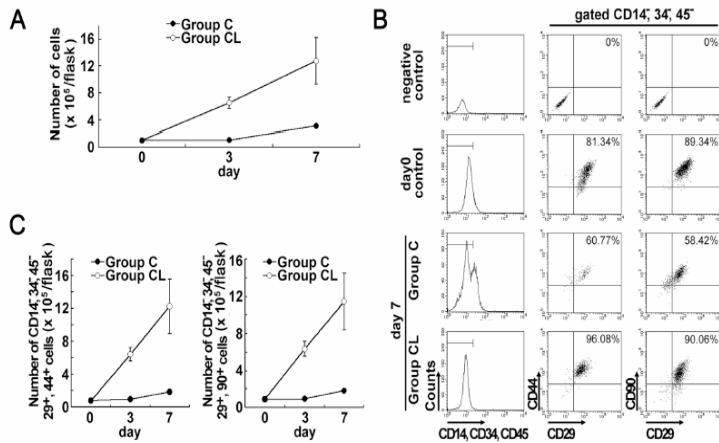 A
Group C
Group CL
Number of cells
(x 10⁵/flask)
16
12
8
4
0
0
3
7
day
B
gated CD14⁻, 34⁻, 45⁻
negative control
0%
0%
day0 control
81.34%
89.34%
day 7
Group C
60.77%
58.42%
Group CL
96.08%
90.06%
Counts
CD14, CD34, CD45
CD44
CD29
CD90
CD29
C
Group C
Group CL
Number of CD14⁻, 34⁻, 45⁻
29⁺, 44⁺ cells (x 10⁵/flask)
16
12
8
4
0
0
3
7
day
Group C
Group CL
Number of CD14⁻, 34⁻, 45⁻
29⁺, 90⁺ cells (x 10⁵/flask)
16
12
8
4
0
0
3
7
day